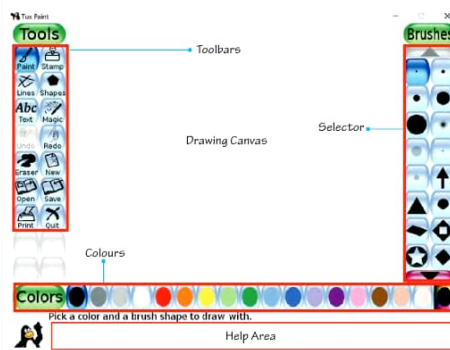 Tux Paint
Tools
Brushes
Toolbars
Paint Stamp
Lines Shapes
Abc
Text Magic
Selector
Undo Redo
Drawing Canvas
Eraser New
Open Save
Print Quit
Colours
Colors
Pick a color and a brush shape to draw with.
Help Area